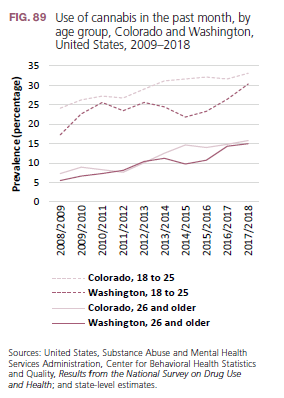 FIG. 89 Use of cannabis in the past month, by
age group, Colorado and Washington,
United States, 2009–2018
Prevalence (percentage)
35
30
25
20
15
10
5
0
2008/2009
2009/2010
2010/2011
2011/2012
2012/2013
2013/2014
2014/2015
2015/2016
2016/2017
2017/2018
Colorado, 18 to 25
Washington, 18 to 25
Colorado, 26 and older
Washington, 26 and older
Sources: United States, Substance Abuse and Mental Health
Services Administration, Center for Behavioral Health Statistics
and Quality, Results from the National Survey on Drug Use
and Health; and state-level estimates.